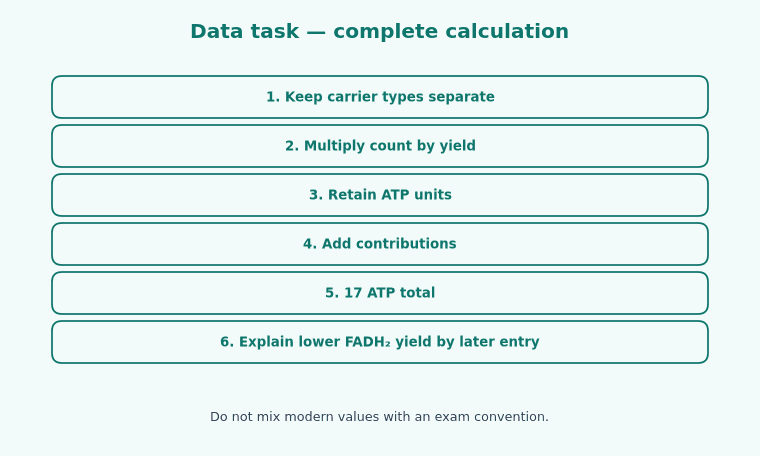 Data task — complete calculation
1. Keep carrier types separate
2. Multiply count by yield
3. Retain ATP units
4. Add contributions
5. 17 ATP total
6. Explain lower FADH₂ yield by later entry
Do not mix modern values with an exam convention.